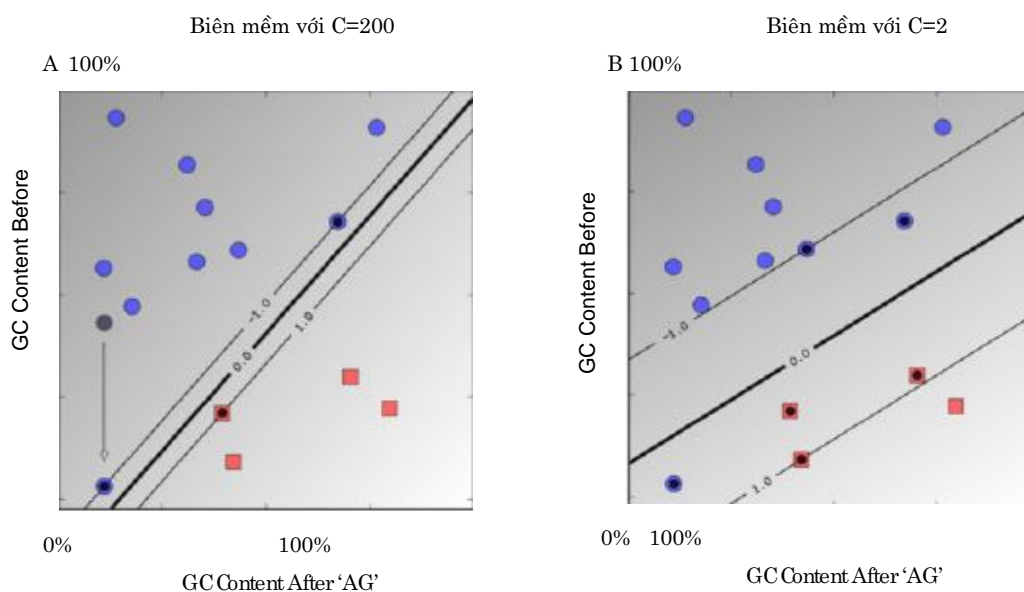 Biên mềm với C=200
A 100%
GC Content Before
-1.0
0.0
1.0
0% 100%
GC Content After ‘AG’
Biên mềm với C=2
B 100%
GC Content Before
-1.0
0.0
1.0
0% 100%
GC Content After ‘AG’